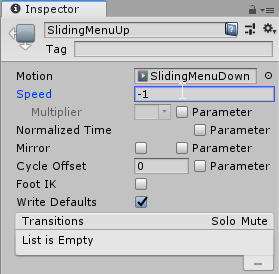 Inspector
SlidingMenuUp
Tag
Motion SlidingMenuDown
Speed -1
Multiplier Parameter
Normalized Time Parameter
Mirror Parameter
Cycle Offset 0 Parameter
Foot IK
Write Defaults
Transitions Solo Mute
List is Empty